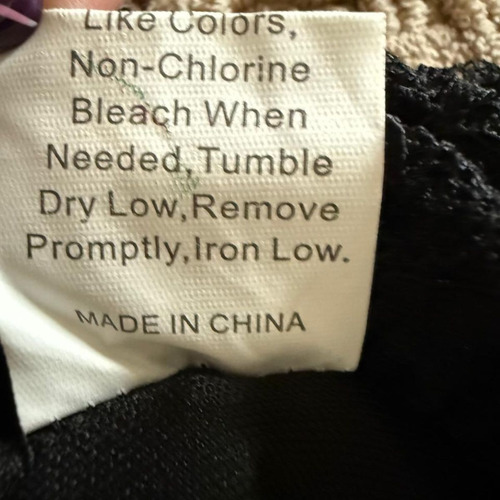 Like Colors,
Non-Chlorine
Bleach When
Needed,Tumble
Dry Low,Remove
Promptly,Iron Low.
MADE IN CHINA